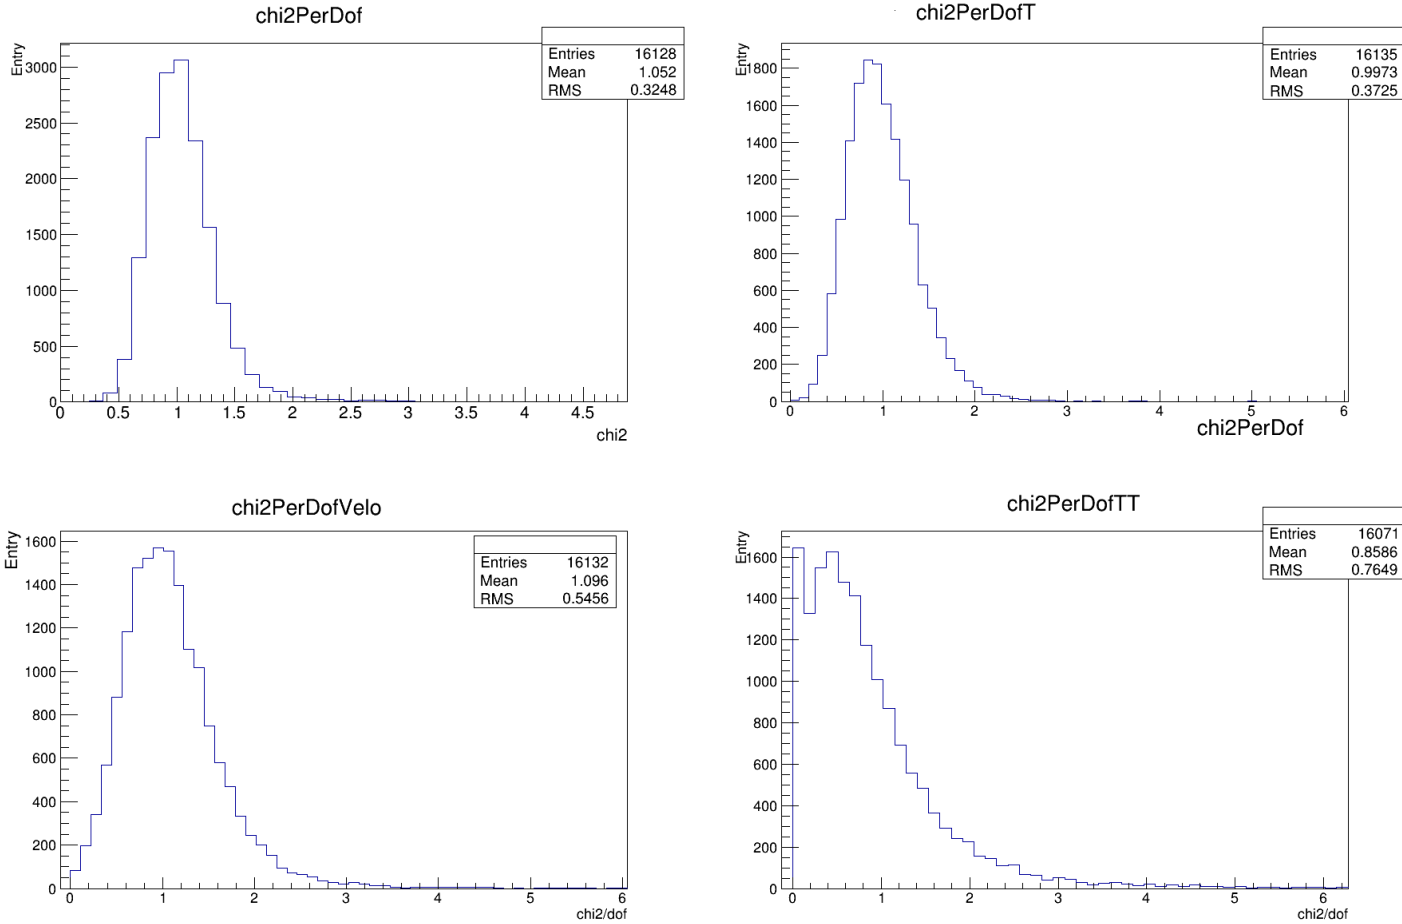 chi2PerDof
Entry
Entries 16128
Mean 1.052
RMS 0.3248
3000
2500
2000
1500
1000
500
0
0 0.5 1 1.5 2 2.5 3 3.5 4 4.5
chi2
chi2PerDofT
Entry
Entries 16135
Mean 0.9973
RMS 0.3725
1800
1600
1400
1200
1000
800
600
400
200
0
0 1 2 3 4 5 6
chi2PerDof
chi2PerDofVelo
Entry
Entries 16132
Mean 1.096
RMS 0.5456
1600
1400
1200
1000
800
600
400
200
0
0 1 2 3 4 5 6
chi2/dof
chi2PerDofTT
Entry
Entries 16071
Mean 0.8586
RMS 0.7649
1600
1400
1200
1000
800
600
400
200
0
0 1 2 3 4 5 6
chi2/dof